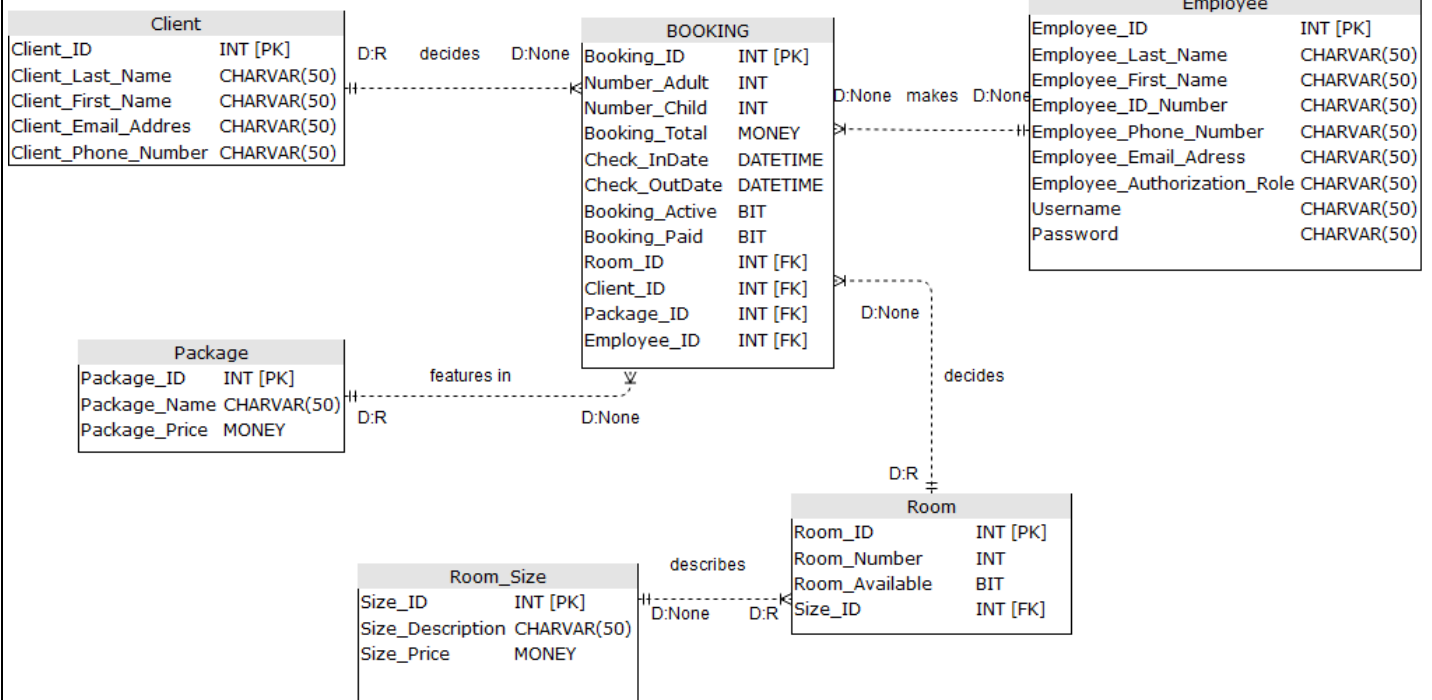 Client
Client_ID INT [PK]
Client_Last_Name CHARVAR(50)
Client_First_Name CHARVAR(50)
Client_Email_Addres CHARVAR(50)
Client_Phone_Number CHARVAR(50)
D:R decides D:None
BOOKING
Booking_ID INT [PK]
Number_Adult INT
Number_Child INT
Booking_Total MONEY
Check_InDate DATETIME
Check_OutDate DATETIME
Booking_Active BIT
Booking_Paid BIT
Room_ID INT [FK]
Client_ID INT [FK]
Package_ID INT [FK]
Employee_ID INT [FK]
D:None makes D:None
Employee
Employee_ID INT [PK]
Employee_Last_Name CHARVAR(50)
Employee_First_Name CHARVAR(50)
Employee_ID_Number CHARVAR(50)
Employee_Phone_Number CHARVAR(50)
Employee_Email_Adress CHARVAR(50)
Employee_Authorization_Role CHARVAR(50)
Username CHARVAR(50)
Password CHARVAR(50)
D:None
decides
D:R
Package
Package_ID INT [PK]
Package_Name CHARVAR(50)
Package_Price MONEY
features in
D:R D:None
Room
Room_ID INT [PK]
Room_Number INT
Room_Available BIT
Size_ID INT [FK]
describes
D:None D:R
Room_Size
Size_ID INT [PK]
Size_Description CHARVAR(50)
Size_Price MONEY